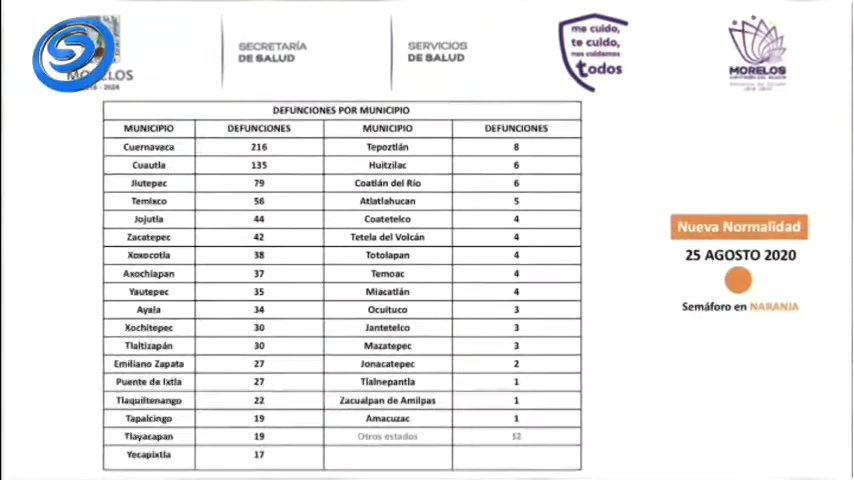 MORELOS
2018 - 2024
SECRETARÍA
DE SALUD
SERVICIOS
DE SALUD
me cuido,
te cuido,
nos cuidamos
todos
MORELOS
DEFUNCIONES POR MUNICIPIO
MUNICIPIO DEFUNCIONES MUNICIPIO DEFUNCIONES
Cuernavaca 216 Tepoztlán 8
Cuautla 135 Huitzilac 6
Jiutepec 79 Coatlán del Río 6
Temixco 56 Atlatlahucan 5
Jojutla 44 Coatetelco 4
Zacatepec 42 Tetela del Volcán 4
Xoxocotla 38 Totolapan 4
Axochiapan 37 Temoac 4
Yautepec 35 Miacatlán 4
Ayala 34 Ocuituco 3
Xochitepec 30 Jantetelco 3
Tlaltizapán 30 Mazatepec 3
Emiliano Zapata 27 Jonacatepec 2
Puente de Ixtla 27 Tlalnepantla 1
Tlaquiltenango 22 Zacualpan de Amilpas 1
Tapalcingo 19 Amacuzac 1
Tlayacapan 19 Otros estados 52
Yecapixtla 17
Nueva Normalidad
25 AGOSTO 2020
Semáforo en NARANJA